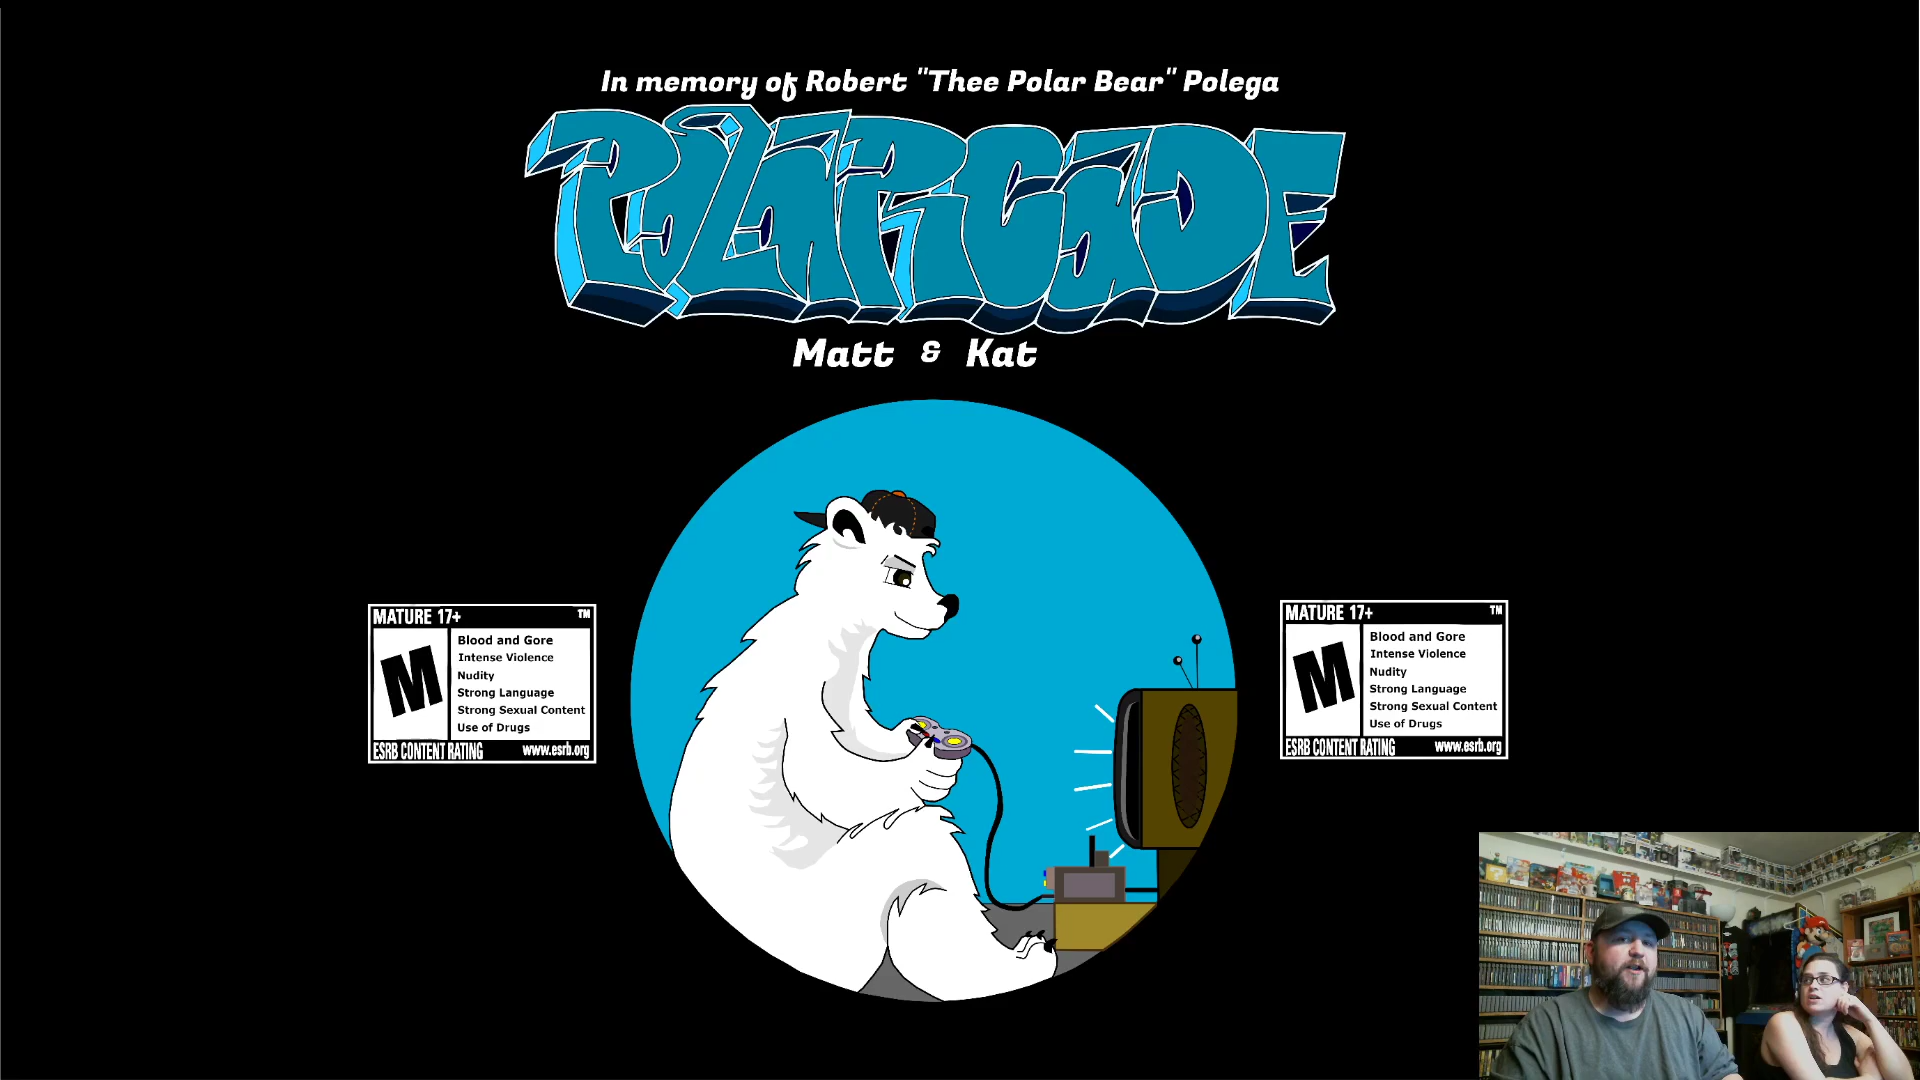 In memory of Robert "Thee Polar Bear" Polega
POLARCADE
Matt & Kat
MATURE 17+ TM
M
Blood and Gore
Intense Violence
Nudity
Strong Language
Strong Sexual Content
Use of Drugs
ESRB CONTENT RATING www.esrb.org
MATURE 17+ TM
M
Blood and Gore
Intense Violence
Nudity
Strong Language
Strong Sexual Content
Use of Drugs
ESRB CONTENT RATING www.esrb.org